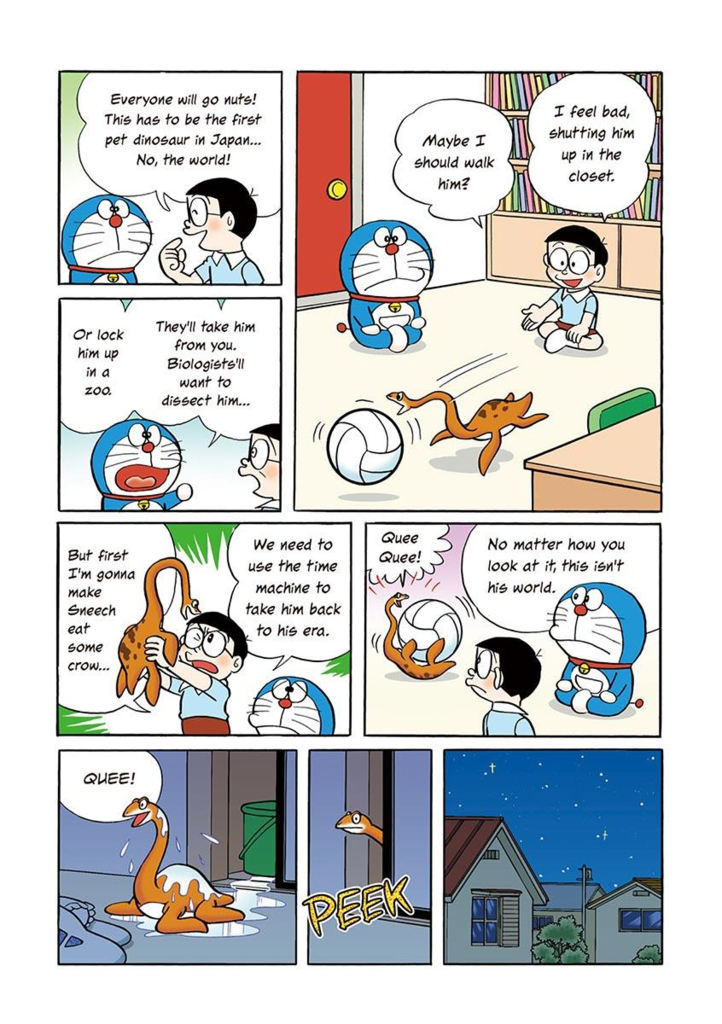 I feel bad,
shutting him
up in the
closet.
Maybe I
should walk
him?
Everyone will go nuts!
This has to be the first
pet dinosaur in Japan...
No, the world!
They'll take him
from you.
Biologists'll
want to
dissect him...
Or lock
him up
in a
zoo.
No matter how you
look at it, this isn't
his world.
Quee
Quee!
We need to
use the time
machine to
take him back
to his era.
But first
I'm gonna
make
Sneech
eat
some
crow...
PEEK
QUEE!